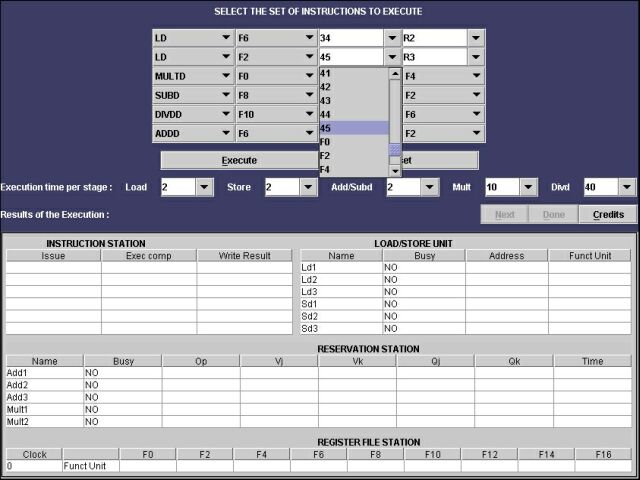 SELECT THE SET OF INSTRUCTIONS TO EXECUTE
LD F6 34 R2
LD F2 45 R3
MULTD F0 41 F4
42
SUBD F8 43 F2
44
DIVDD F10 45 F6
F0
ADDD F6 F2 F2
F4
Execute set
Execution time per stage : Load 2 Store 2 Add/Subd 2 Mult 10 Divd 40
Results of the Execution : Next Done Credits
INSTRUCTION STATION LOAD/STORE UNIT
Issue Exec comp Write Result Name Busy Address Funct Unit
Ld1 NO
Ld2 NO
Ld3 NO
Sd1 NO
Sd2 NO
Sd3 NO
RESERVATION STATION
Name Busy Op Vj Vk Qj Qk Time
Add1 NO
Add2 NO
Add3 NO
Mult1 NO
Mult2 NO
REGISTER FILE STATION
Clock F0 F2 F4 F6 F8 F10 F12 F14 F16
0 Funct Unit